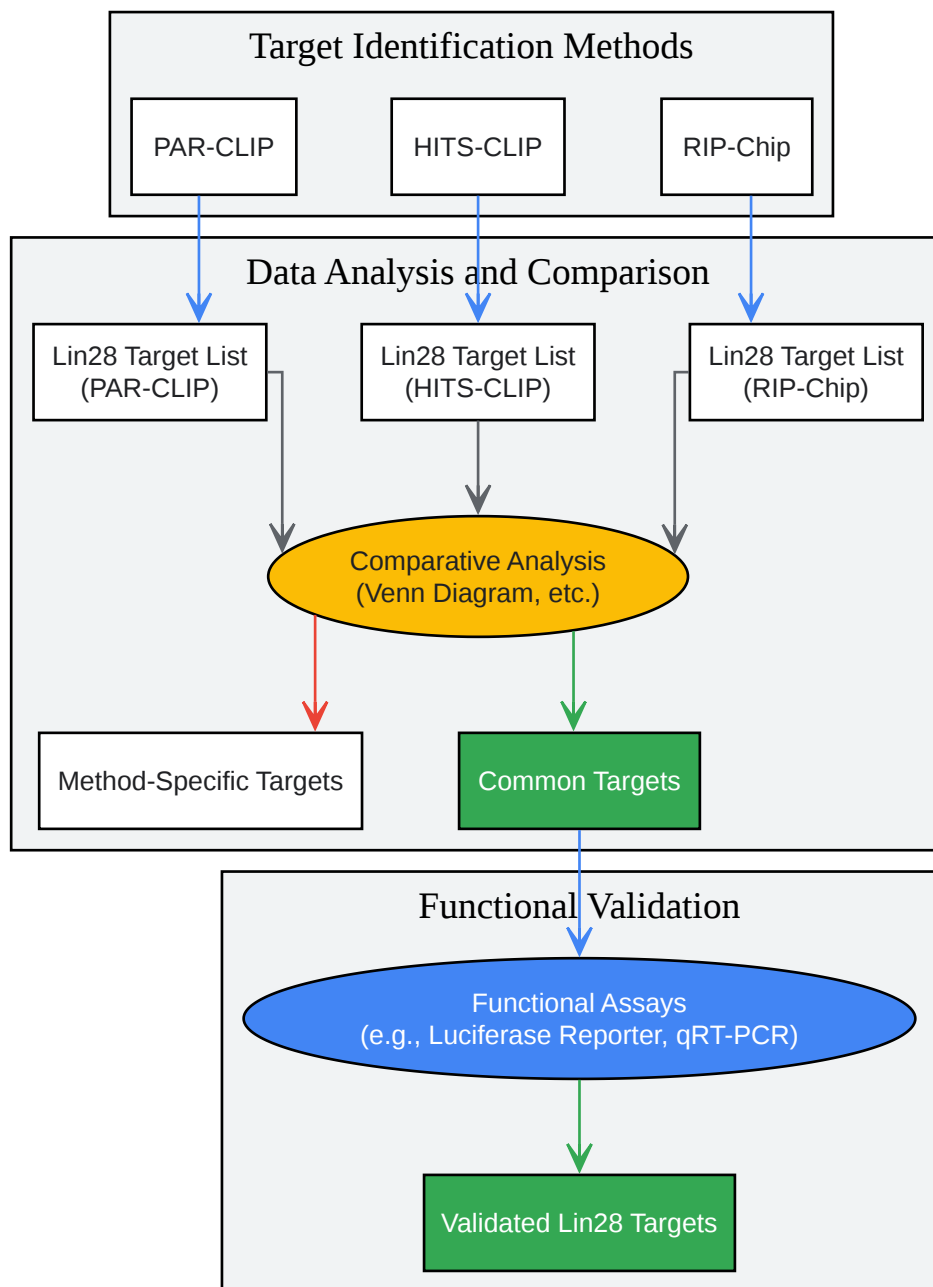 Target Identification Methods
PAR-CLIP
HITS-CLIP
RIP-Chip
Data Analysis and Comparison
Lin28 Target List
(PAR-CLIP)
Lin28 Target List
(HITS-CLIP)
Lin28 Target List
(RIP-Chip)
Comparative Analysis
(Venn Diagram, etc.)
Method-Specific Targets
Common Targets
Functional Validation
Functional Assays
(e.g., Luciferase Reporter, qRT-PCR)
Validated Lin28 Targets